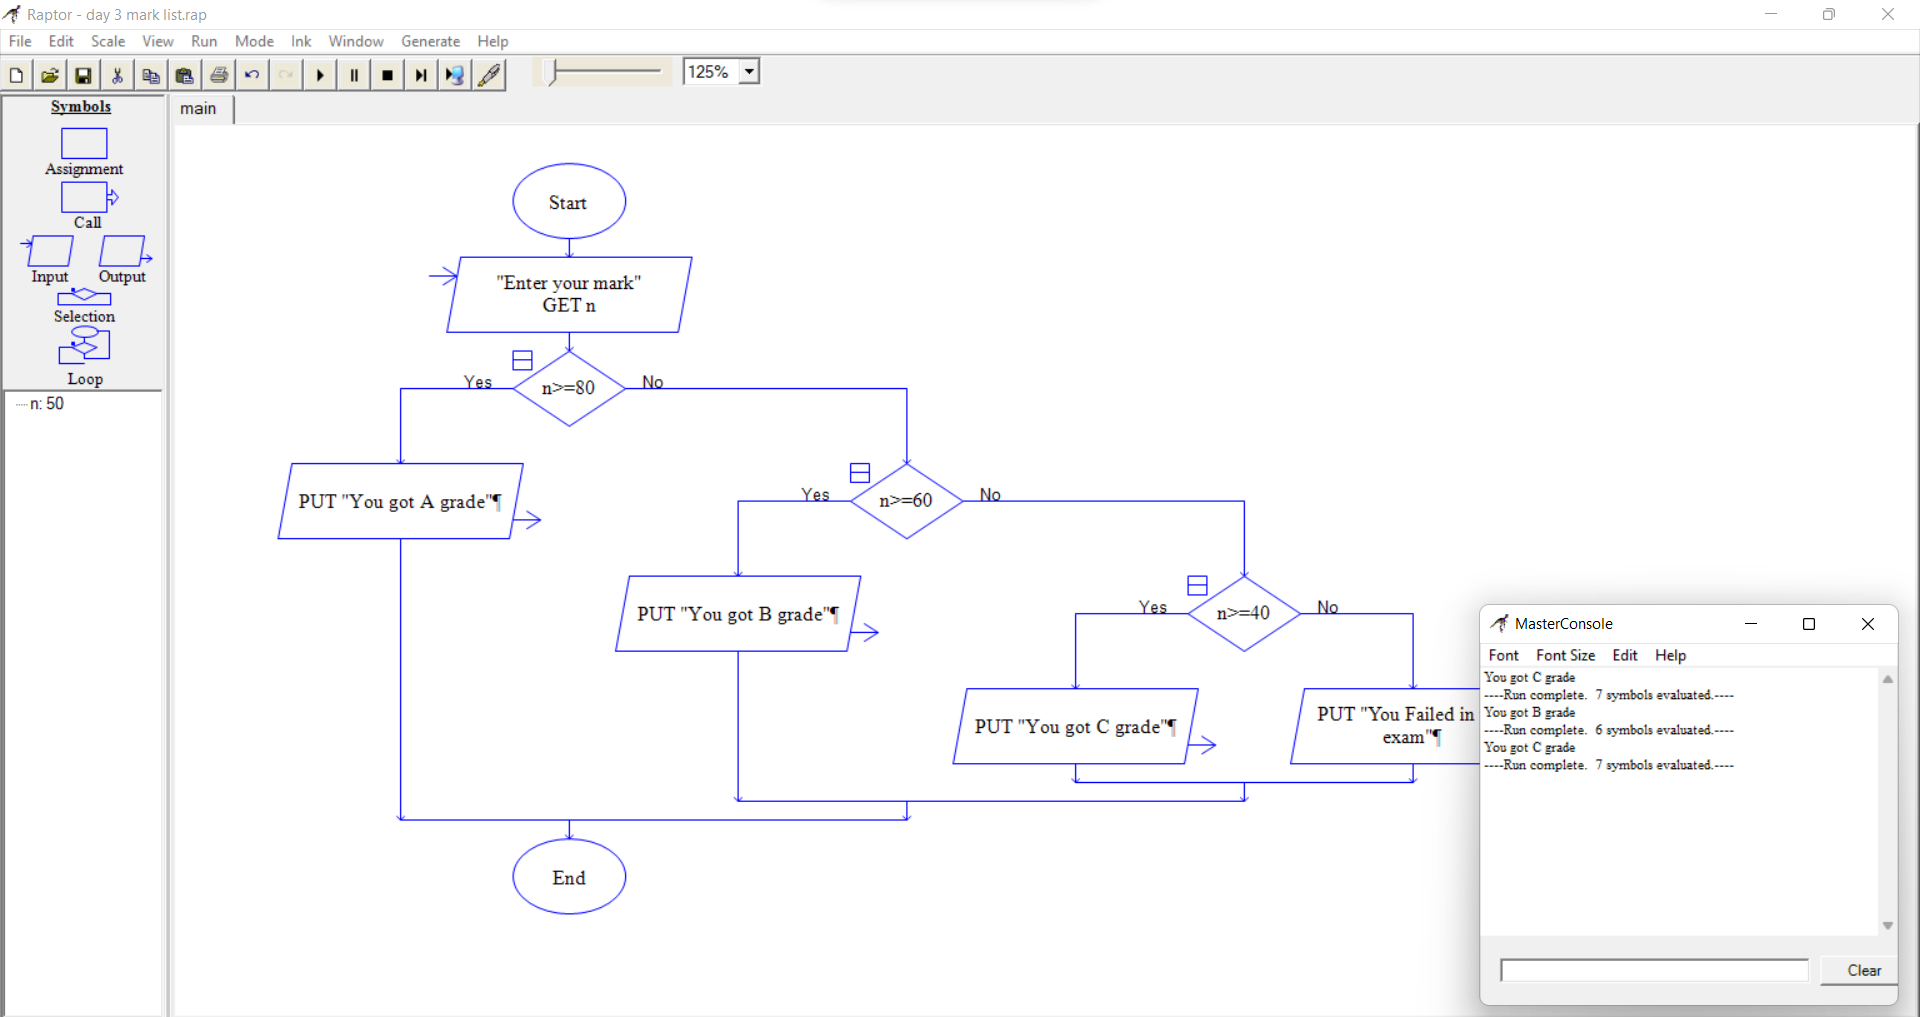 Raptor - day 3 mark list.rap
File Edit Scale View Run Mode Ink Window Generate Help
125%
Symbols
main
Assignment
Call
Input Output
Selection
Loop
n: 50
Start
"Enter your mark"
GET n
Yes n>=80 No
PUT "You got A grade"¶
Yes n>=60 No
PUT "You got B grade"¶
Yes n>=40 No
PUT "You got C grade"¶
PUT "You Failed in
exam"¶
End
MasterConsole
Font Font Size Edit Help
You got C grade
----Run complete. 7 symbols evaluated.----
You got B grade
----Run complete. 6 symbols evaluated.----
You got C grade
----Run complete. 7 symbols evaluated.----
Clear